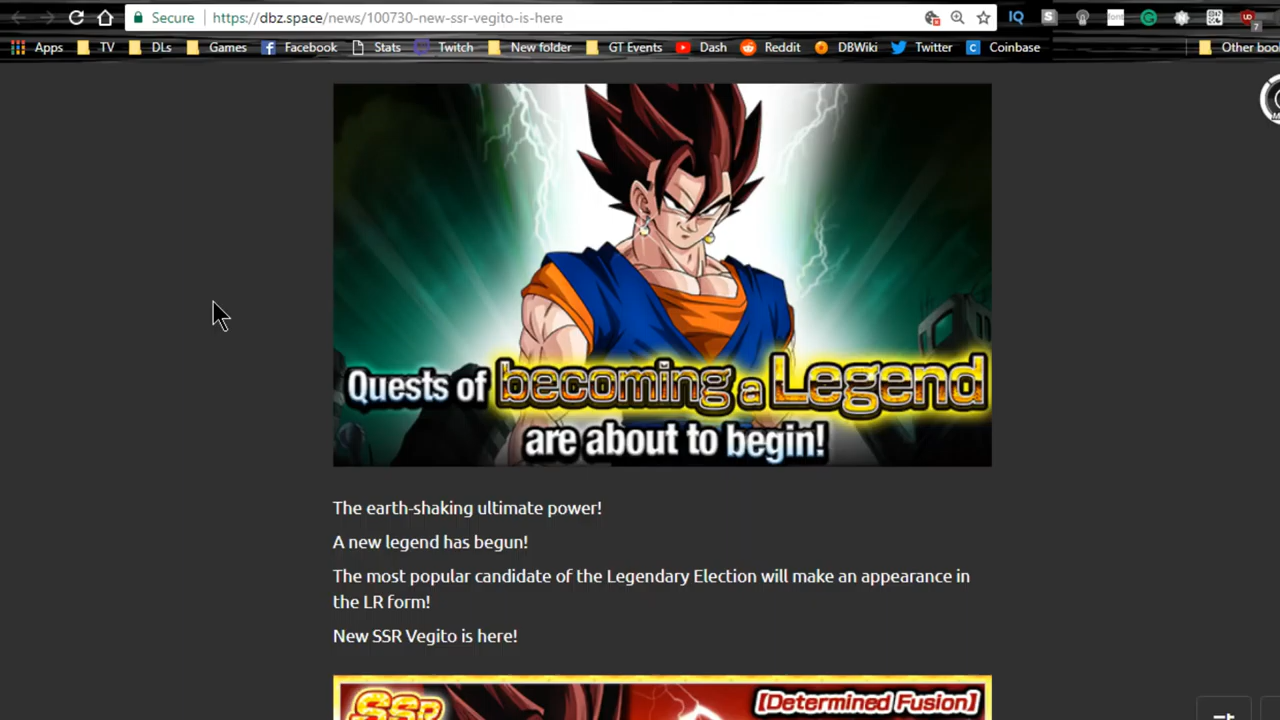 Secure
https://dbz.space/news/100730-new-ssr-vegito-is-here
Apps TV DLs Games Facebook Stats Twitch New folder GT Events Dash Reddit DBWiki Twitter Coinbase Other boo
Quests of becoming a Legend
are about to begin!
The earth-shaking ultimate power!
A new legend has begun!
The most popular candidate of the Legendary Election will make an appearance in
the LR form!
New SSR Vegito is here!
SSR
[Determined Fusion]